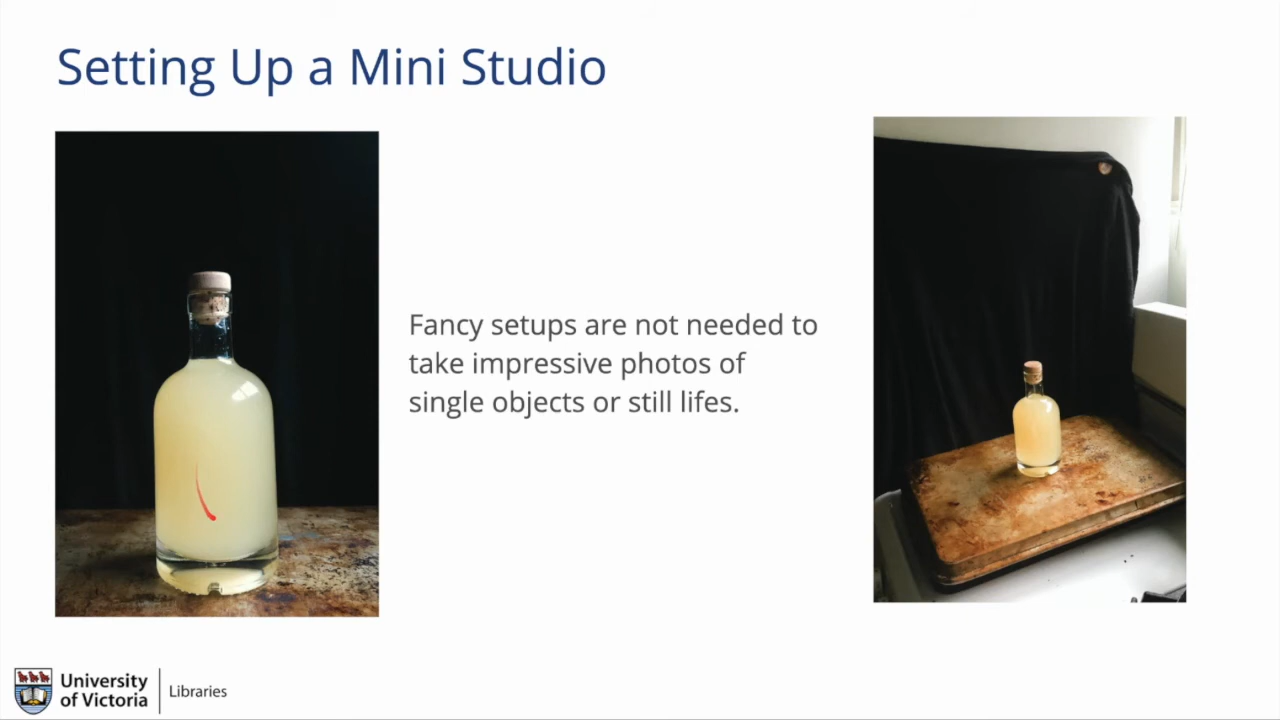 Setting Up a Mini Studio
Fancy setups are not needed to
take impressive photos of
single objects or still lifes.
University
of Victoria
Libraries